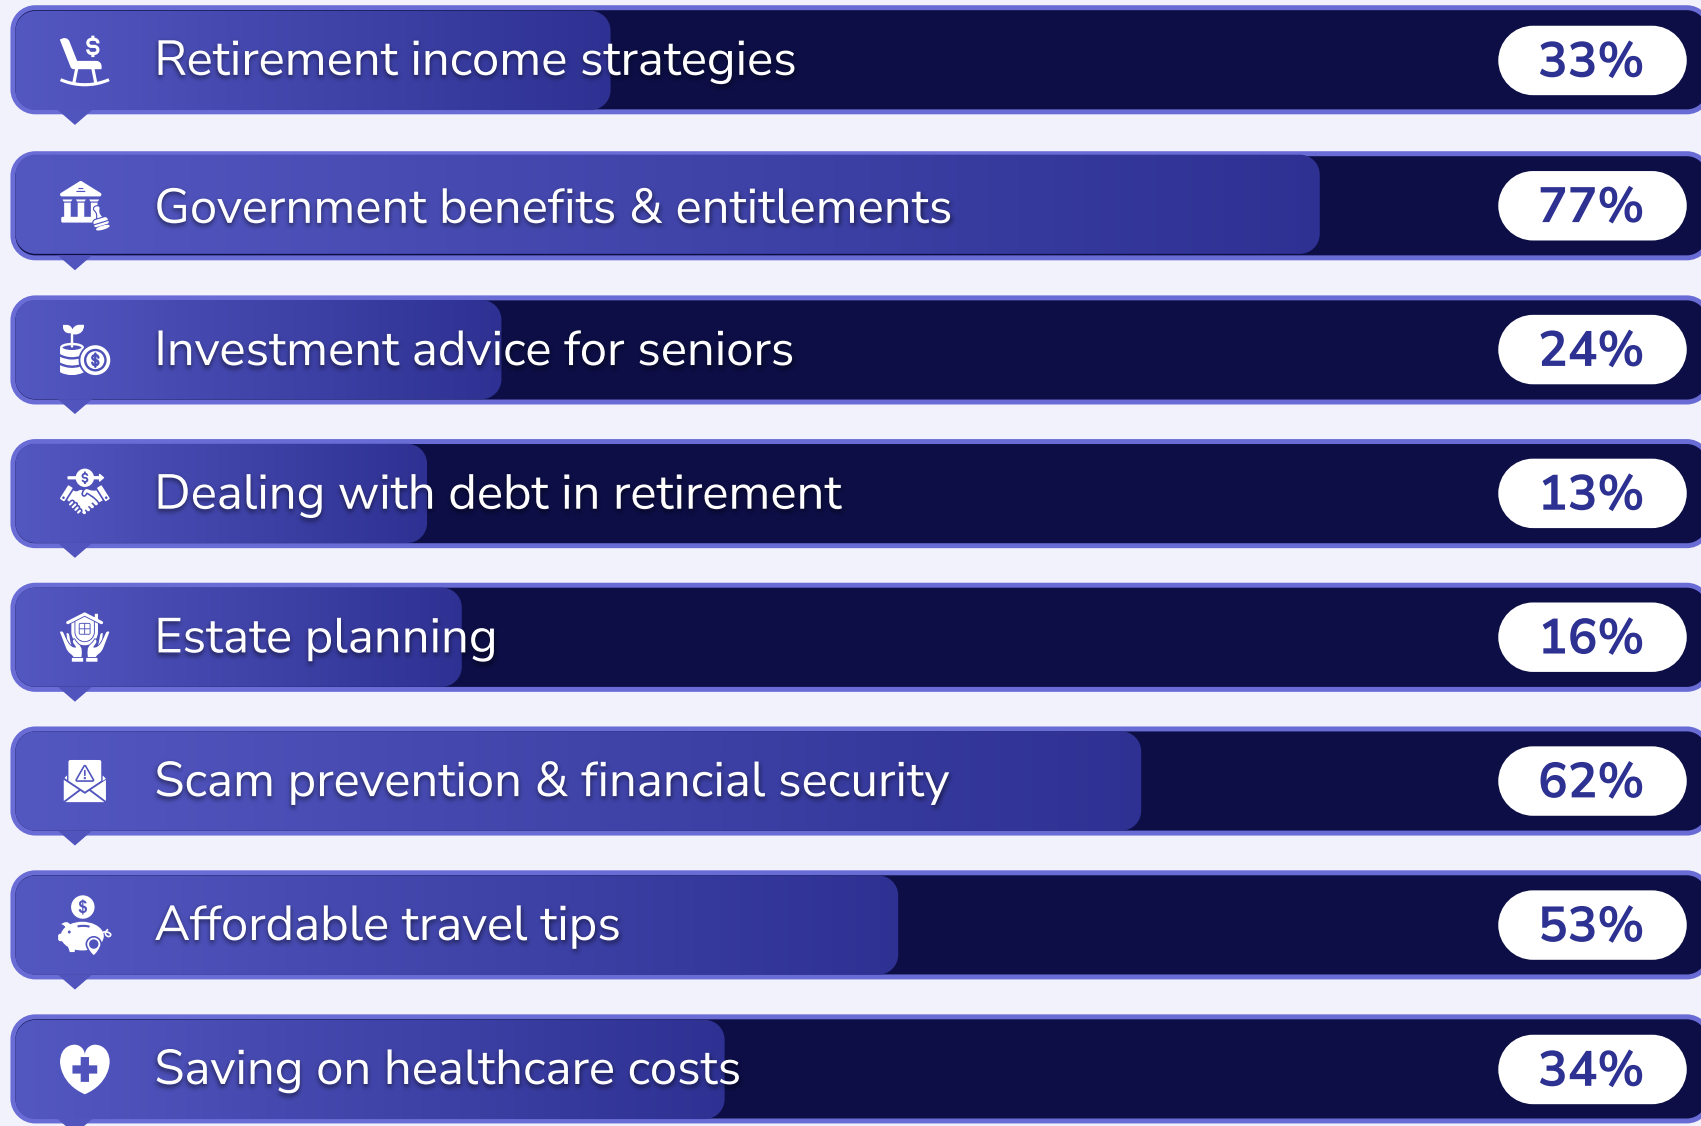 Retirement income strategies 33%
Government benefits & entitlements 77%
Investment advice for seniors 24%
Dealing with debt in retirement 13%
Estate planning 16%
Scam prevention & financial security 62%
Affordable travel tips 53%
Saving on healthcare costs 34%